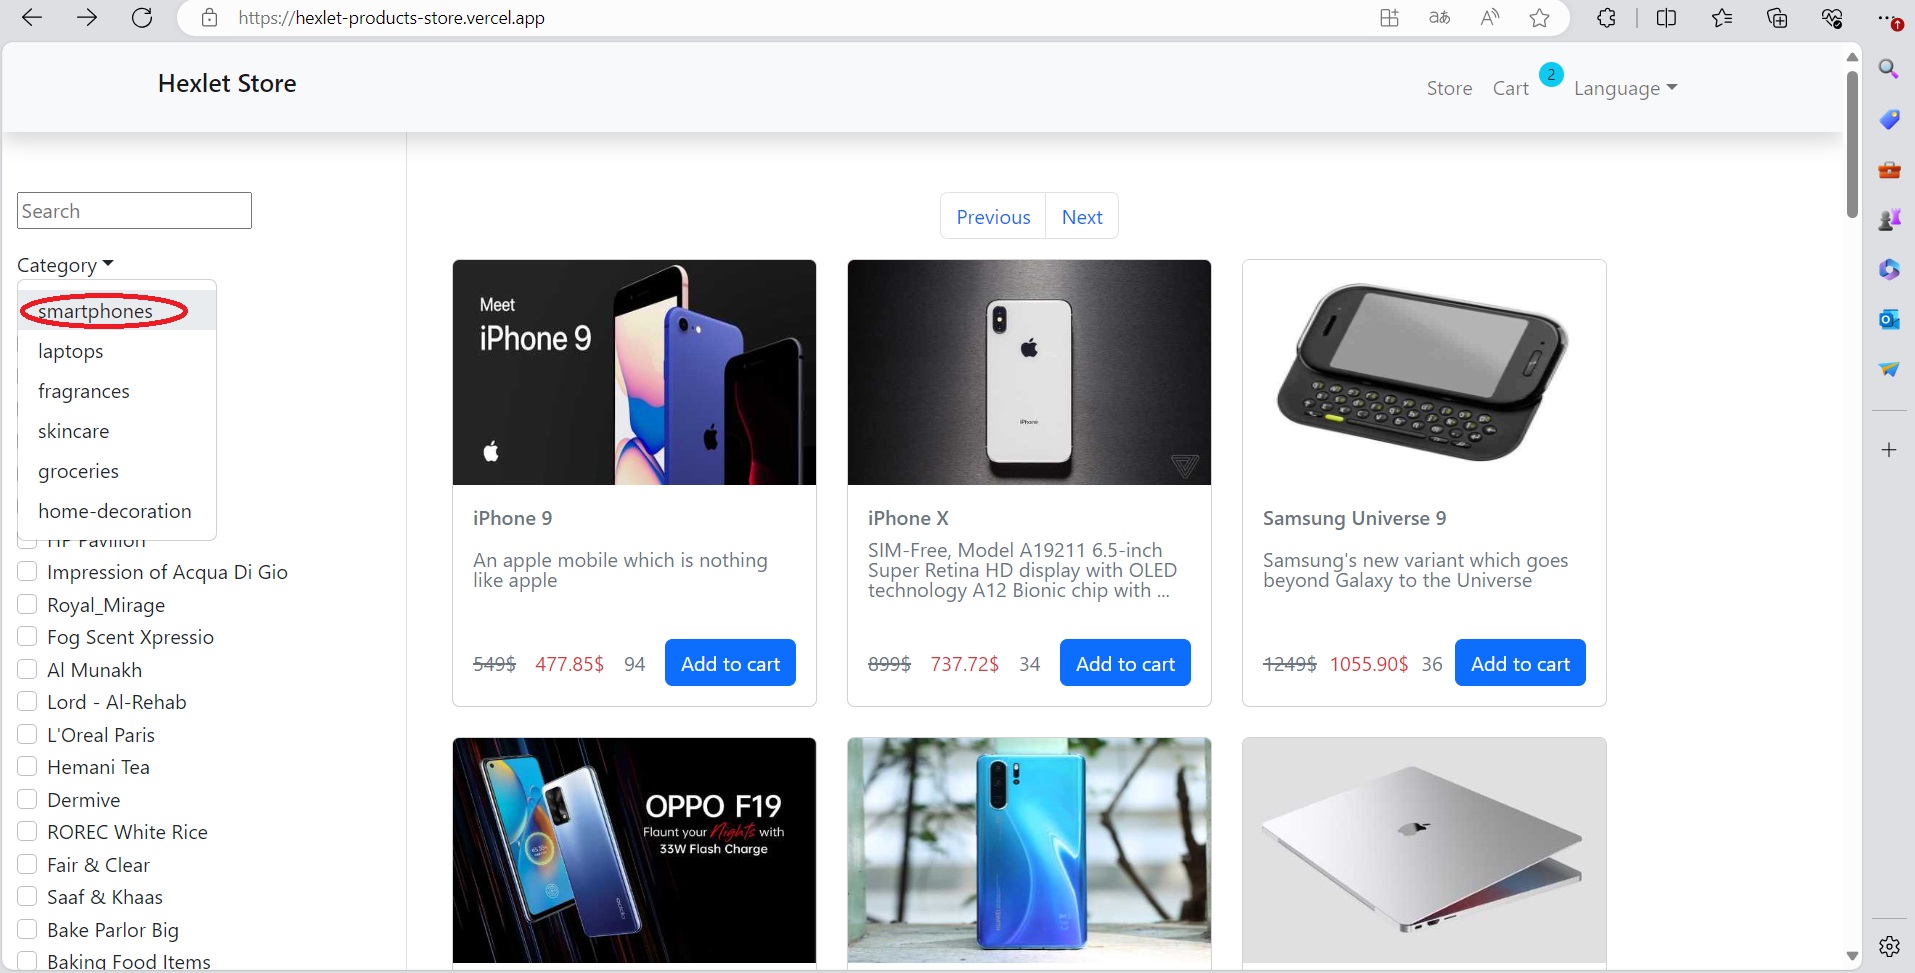 https://hexlet-products-store.vercel.app
Hexlet Store
Store
Cart
2
Language
Search
Category
smartphones
laptops
fragrances
skincare
groceries
home-decoration
HP Pavilion
Impression of Acqua Di Gio
Royal_Mirage
Fog Scent Xpressio
Al Munakh
Lord - Al-Rehab
L'Oreal Paris
Hemani Tea
Dermive
ROREC White Rice
Fair & Clear
Saaf & Khaas
Bake Parlor Big
Baking Food Items
Previous
Next
Meet
iPhone 9
iPhone 9
An apple mobile which is nothing
like apple
549$ 477.85$ 94 Add to cart
iPhone
iPhone X
SIM-Free, Model A19211 6.5-inch
Super Retina HD display with OLED
technology A12 Bionic chip with ...
899$ 737.72$ 34 Add to cart
Samsung Universe 9
Samsung's new variant which goes
beyond Galaxy to the Universe
1249$ 1055.90$ 36 Add to cart
OPPO F19
Flaunt your Nights with
33W Flash Charge
oppo